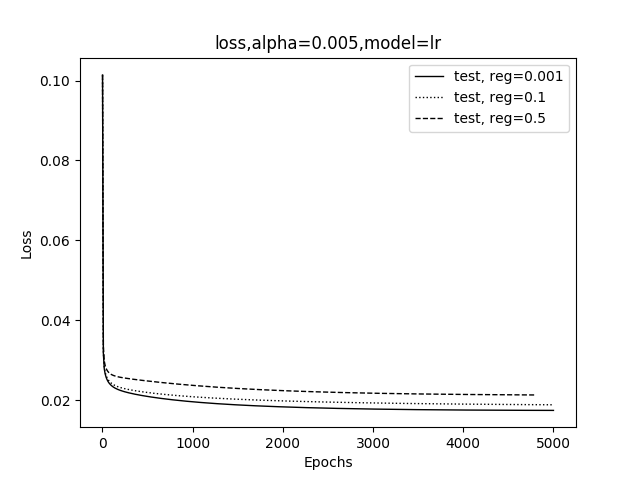 loss,alpha=0.005,model=lr
test, reg=0.001
test, reg=0.1
test, reg=0.5
0.10
0.08
0.06
0.04
0.02
Loss
0 1000 2000 3000 4000 5000
Epochs